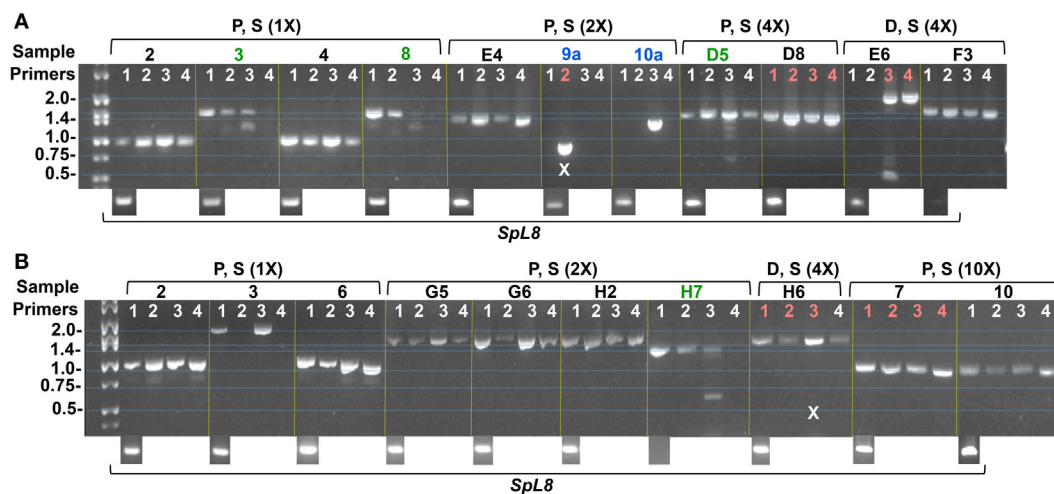 A P, S (1X) P, S (2X) P, S (4X) D, S (4X)
Sample 2 3 4 8 E4 9a 10a D5 D8 E6 F3
Primers 1 2 3 4 1 2 3 4 1 2 3 4 1 2 3 4 1 2 3 4 1 2 3 4 1 2 3 4 1 2 3 4 1 2 3 4 1 2 3 4 1 2 3 4
2.0-
1.4-
1.0-
0.75-
X
0.5-
SpL8
B P, S (1X) P, S (2X) D, S (4X) P, S (10X)
Sample 2 3 6 G5 G6 H2 H7 H6 7 10
Primers 1 2 3 4 1 2 3 4 1 2 3 4 1 2 3 4 1 2 3 4 1 2 3 4 1 2 3 4 1 2 3 4 1 2 3 4 1 2 3 4
2.0-
1.4-
1.0-
0.75-
0.5- X
SpL8